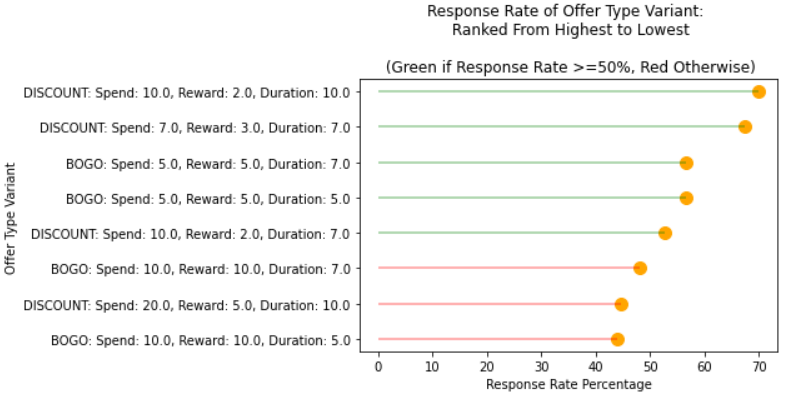 Response Rate of Offer Type Variant:
Ranked From Highest to Lowest
(Green if Response Rate >=50%, Red Otherwise)
Offer Type Variant
DISCOUNT: Spend: 10.0, Reward: 2.0, Duration: 10.0
DISCOUNT: Spend: 7.0, Reward: 3.0, Duration: 7.0
BOGO: Spend: 5.0, Reward: 5.0, Duration: 7.0
BOGO: Spend: 5.0, Reward: 5.0, Duration: 5.0
DISCOUNT: Spend: 10.0, Reward: 2.0, Duration: 7.0
BOGO: Spend: 10.0, Reward: 10.0, Duration: 7.0
DISCOUNT: Spend: 20.0, Reward: 5.0, Duration: 10.0
BOGO: Spend: 10.0, Reward: 10.0, Duration: 5.0
0 10 20 30 40 50 60 70
Response Rate Percentage